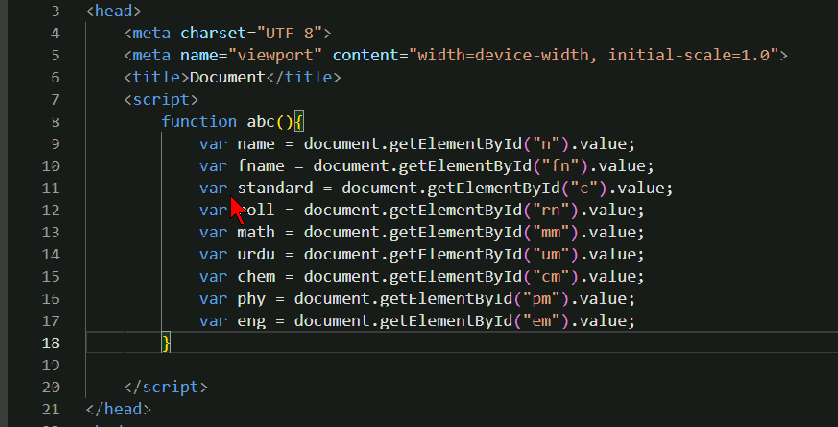 3 <head>
4 <meta charset="UTF-8">
5 <meta name="viewport" content="width=device-width, initial-scale=1.0">
6 <title>Document</title>
7 <script>
8 function abc(){
9 var name = document.getElementById("n").value;
10 var fname = document.getElementById("fn").value;
11 var standard = document.getElementById("c").value;
12 var roll = document.getElementById("rn").value;
13 var math = document.getElementById("mm").value;
14 var urdu = document.getElementById("um").value;
15 var chem = document.getElementById("cm").value;
16 var phy = document.getElementById("pm").value;
17 var eng = document.getElementById("em").value;
18 }
19
20 </script>
21 </head>